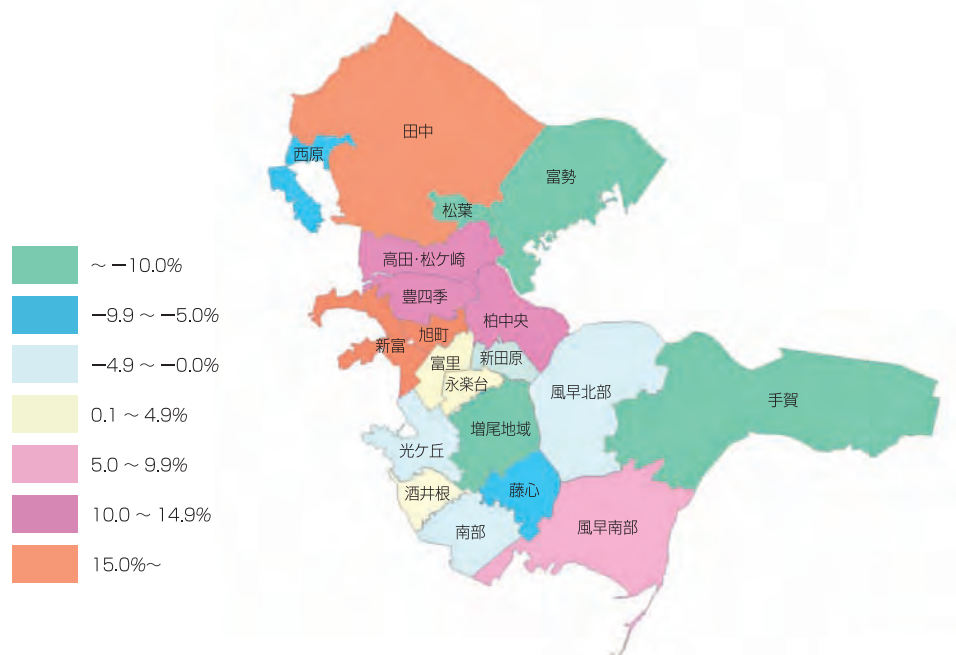 田中
西原
富勢
松葉
高田・松ケ崎
豊四季
柏中央
旭町
新富
富里
新田原
永楽台
風早北部
手賀
増尾地域
光ケ丘
藤心
酒井根
南部
風早南部
～ −10.0%
−9.9 ～ −5.0%
−4.9 ～ −0.0%
0.1 ～ 4.9%
5.0 ～ 9.9%
10.0 ～ 14.9%
15.0%～